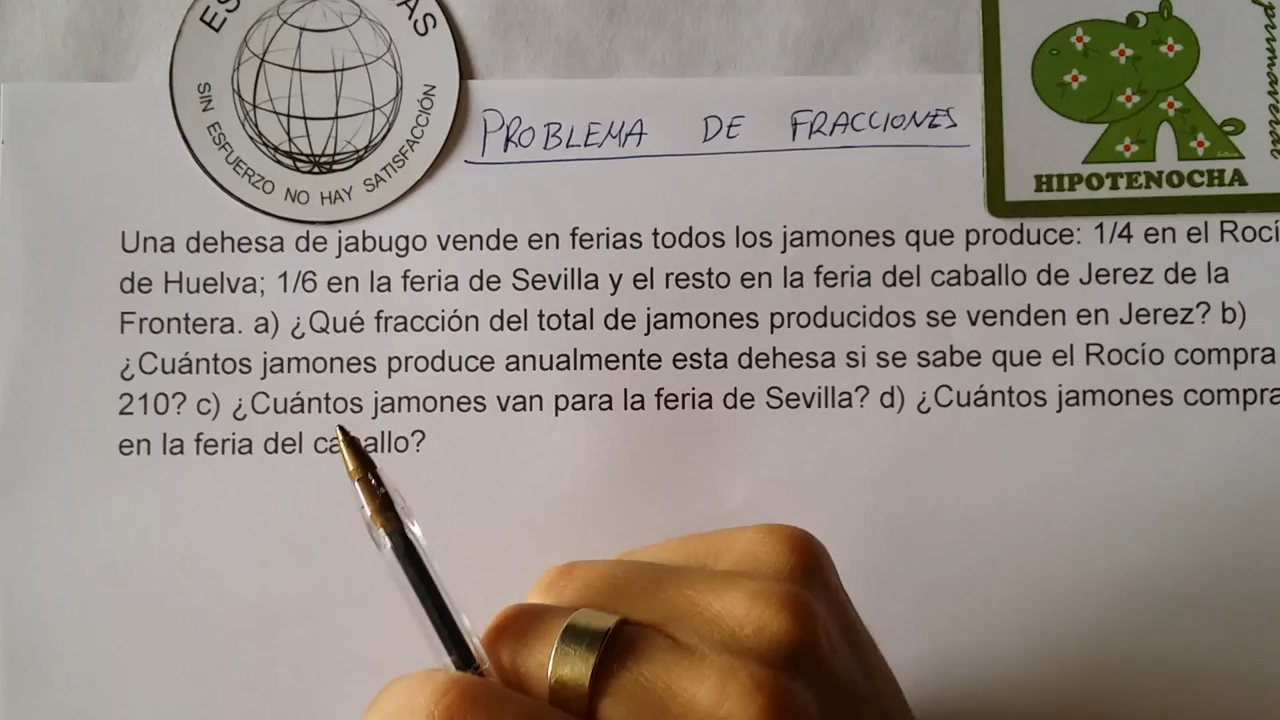 SIN ESFUERZO NO HAY SATISFACCIÓN
PROBLEMA DE FRACCIONES
HIPOTENOCHA
Una dehesa de jabugo vende en ferias todos los jamones que produce: 1/4 en el
de Huelva; 1/6 en la feria de Sevilla y el resto en la feria del caballo de Jerez de la
Frontera. a) ¿Qué fracción del total de jamones producidos se venden en Jerez? b)
¿Cuántos jamones produce anualmente esta dehesa si se sabe que el Rocío compra
210? c) ¿Cuántos jamones van para la feria de Sevilla? d) ¿Cuántos jamones compra
en la feria del caballo?